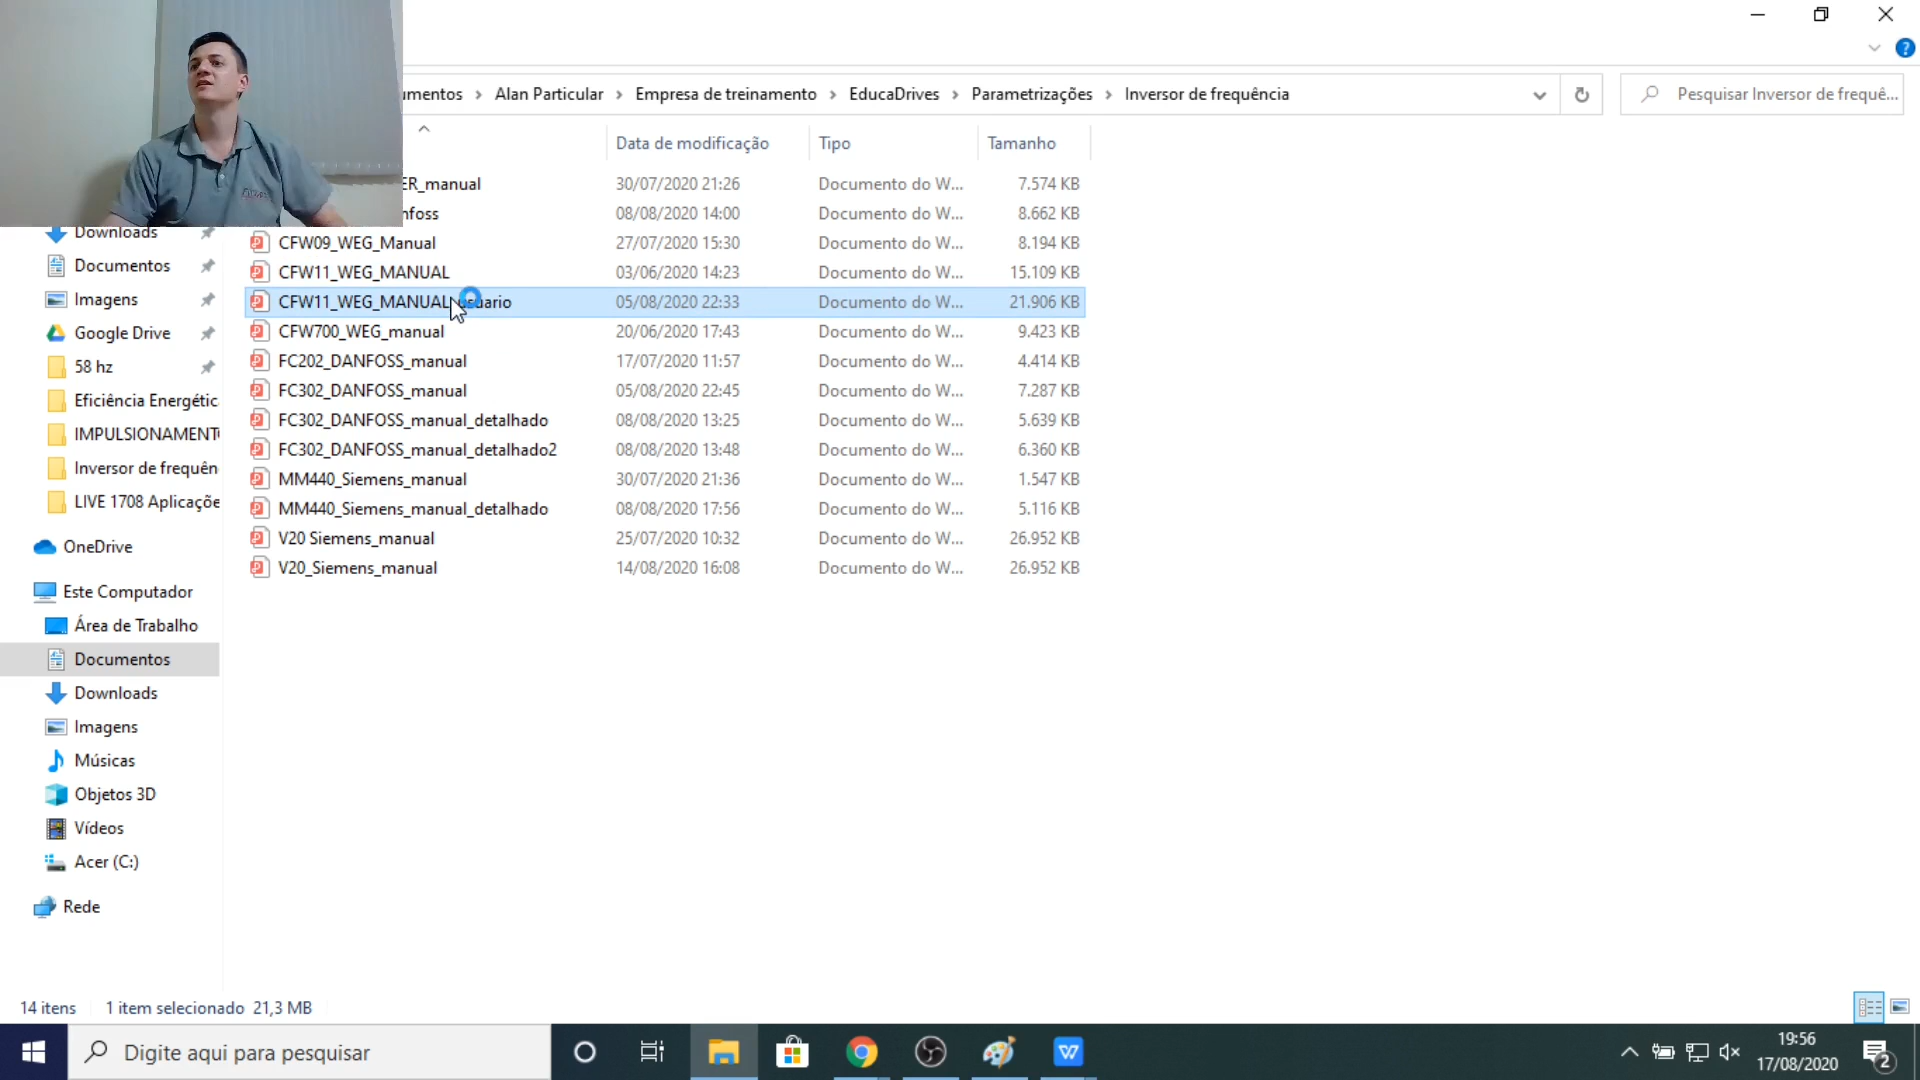 umentos › Alan Particular › Empresa de treinamento › EducaDrives › Parametrizações › Inversor de frequência
Pesquisar Inversor de frequê...
Data de modificação Tipo Tamanho
ER_manual 30/07/2020 21:26 Documento do W... 7.574 KB
nfoss 08/08/2020 14:00 Documento do W... 8.662 KB
CFW09_WEG_Manual 27/07/2020 15:30 Documento do W... 8.194 KB
CFW11_WEG_MANUAL 03/06/2020 14:23 Documento do W... 15.109 KB
CFW11_WEG_MANUAL_usuario 05/08/2020 22:33 Documento do W... 21.906 KB
CFW700_WEG_manual 20/06/2020 17:43 Documento do W... 9.423 KB
FC202_DANFOSS_manual 17/07/2020 11:57 Documento do W... 4.414 KB
FC302_DANFOSS_manual 05/08/2020 22:45 Documento do W... 7.287 KB
FC302_DANFOSS_manual_detalhado 08/08/2020 13:25 Documento do W... 5.639 KB
FC302_DANFOSS_manual_detalhado2 08/08/2020 13:48 Documento do W... 6.360 KB
MM440_Siemens_manual 30/07/2020 21:36 Documento do W... 1.547 KB
MM440_Siemens_manual_detalhado 08/08/2020 17:56 Documento do W... 5.116 KB
V20 Siemens_manual 25/07/2020 10:32 Documento do W... 26.952 KB
V20_Siemens_manual 14/08/2020 16:08 Documento do W... 26.952 KB
Downloads
Documentos
Imagens
Google Drive
58 hz
Eficiência Energétic
IMPULSIONAMENT
Inversor de frequên
LIVE 1708 Aplicaçõe
OneDrive
Este Computador
Área de Trabalho
Documentos
Downloads
Imagens
Músicas
Objetos 3D
Vídeos
Acer (C:)
Rede
14 itens 1 item selecionado 21,3 MB
Digite aqui para pesquisar
19:56
17/08/2020
2